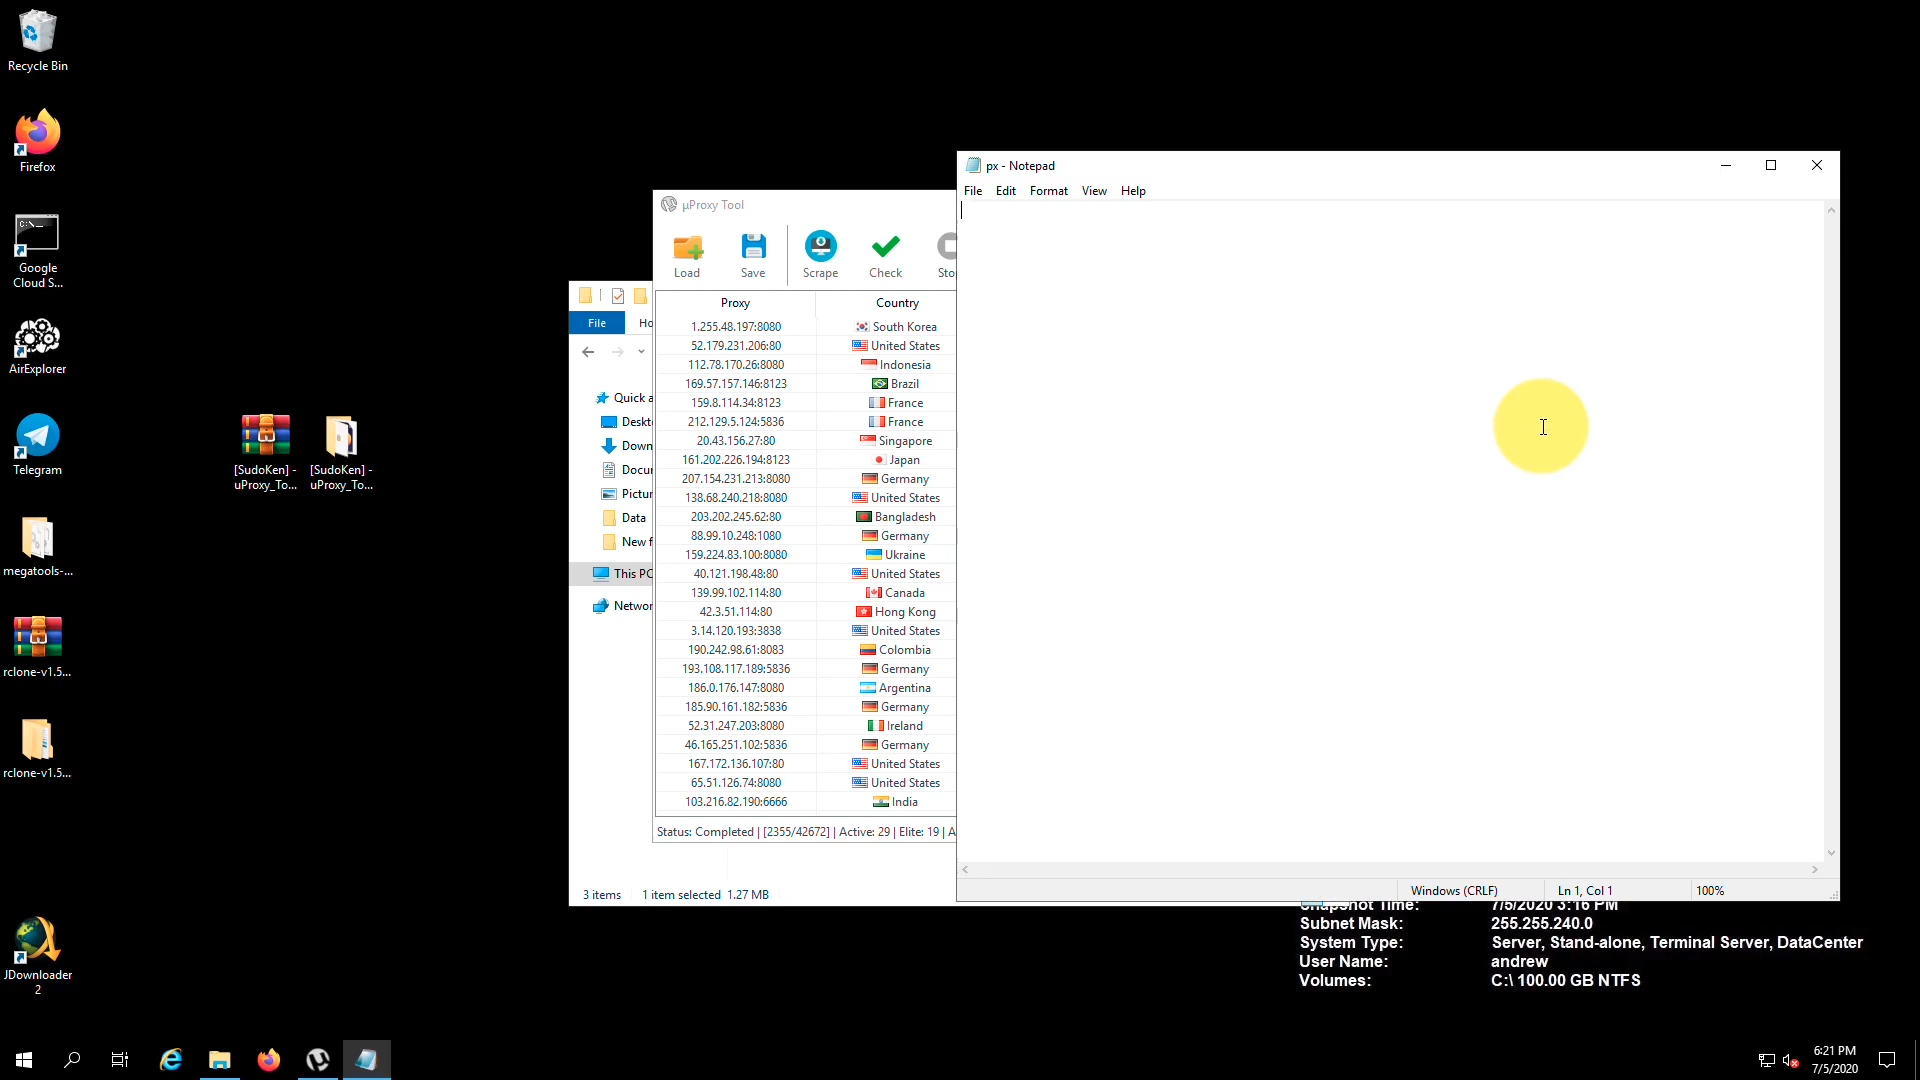 Recycle Bin
Firefox
Google
Cloud S...
AirExplorer
Telegram
megatools-...
rclone-v1.5...
rclone-v1.5...
JDownloader
2
[SudoKen] -
uProxy_To...
[SudoKen] -
uProxy_To...
File
Ho
Quick a
Deskt
Down
Docu
Pictur
Data
New f
This PC
Networ
3 items
1 item selected 1.27 MB
µProxy Tool
Load
Save
Scrape
Check
Sto
Proxy Country
1.255.48.197:8080 South Korea
52.179.231.206:80 United States
112.78.170.26:8080 Indonesia
169.57.157.146:8123 Brazil
159.8.114.34:8123 France
212.129.5.124:5836 France
20.43.156.27:80 Singapore
161.202.226.194:8123 Japan
207.154.231.213:8080 Germany
138.68.240.218:8080 United States
203.202.245.62:80 Bangladesh
88.99.10.248:1080 Germany
159.224.83.100:8080 Ukraine
40.121.198.48:80 United States
139.99.102.114:80 Canada
42.3.51.114:80 Hong Kong
3.14.120.193:3838 United States
190.242.98.61:8083 Colombia
193.108.117.189:5836 Germany
186.0.176.147:8080 Argentina
185.90.161.182:5836 Germany
52.31.247.203:8080 Ireland
46.165.251.102:5836 Germany
167.172.136.107:80 United States
65.51.126.74:8080 United States
103.216.82.190:6666 India
Status: Completed | [2355/42672] | Active: 29 | Elite: 19 | A
px - Notepad
File Edit Format View Help
Windows (CRLF) Ln 1, Col 1 100%
Snapshot Time: 7/5/2020 3:16 PM
Subnet Mask: 255.255.240.0
System Type: Server, Stand-alone, Terminal Server, DataCenter
User Name: andrew
Volumes: C:\ 100.00 GB NTFS
6:21 PM
7/5/2020